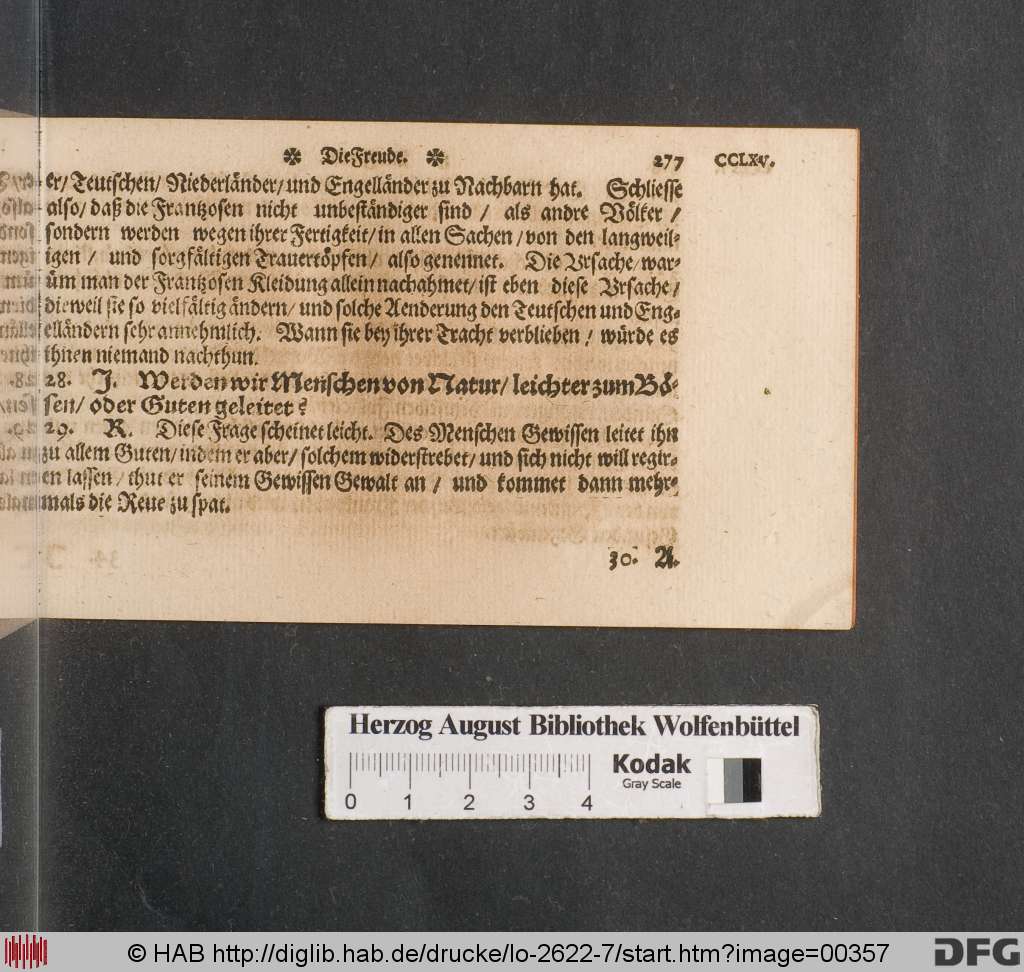 ✼ Die Freude. ✼ 277 CCLXV.
er/ Teutschen/ Niederländer/ und Engelländer zu Nachbarn hat. Schliesse
also/ daß die Frantzosen nicht unbeständiger sind / als andre Völker /
sondern werden wegen ihrer Fertigkeit/ in allen Sachen / von den langweil-
igen / und sorgfältigen Trauertöpfen/ also genennet. Die Ursache/ war-
üm man der Frantzosen Kleidung allein nachahmet/ ist eben diese Ursache /
dieweil sie so vielfältig ändern/ und solche Aenderung den Teutschen und Eng-
elländern sehr annehmlich. Wann sie bey ihrer Tracht verblieben / würde es
ihnen niemand nachthun.
28. J. Werden wir Menschen von Natur/ leichter zum Bö-
sen/ oder Guten geleitet?
29. R. Diese Frage scheinet leicht. Des Menschen Gewissen leitet ihn
zu allem Guten/ indem er aber/ solchem widerstrebet/ und sich nicht will regir-
en lassen / thut er seinem Gewissen Gewalt an / und kommet dann mehr-
mals die Reue zu spat.
30. A.
Herzog August Bibliothek Wolfenbüttel
0 1 2 3 4
Kodak
Gray Scale
© HAB http://diglib.hab.de/drucke/lo-2622-7/start.htm?image=00357
DFG